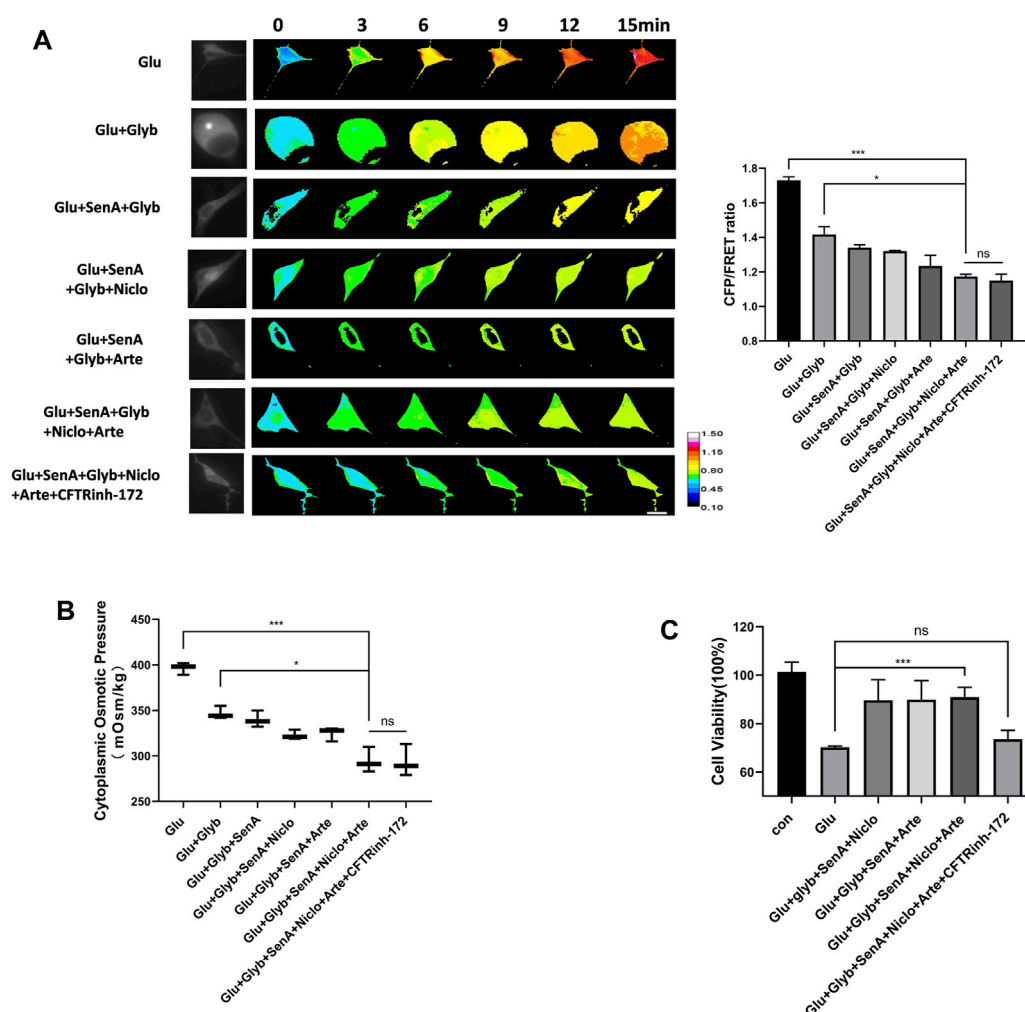 A
0 3 6 9 12 15min
Glu
Glu+Glyb
Glu+SenA+Glyb
Glu+SenA
+Glyb+Niclo
Glu+SenA
+Glyb+Arte
Glu+SenA+Glyb
+Niclo+Arte
Glu+SenA+Glyb+Niclo
+Arte+CFTRinh-172
1.50
1.15
0.80
0.45
0.10
CFP/FRET ratio
1.8
1.6
1.4
1.2
1.0
0.8
***
*
ns
Glu
Glu+Glyb
Glu+SenA+Glyb
Glu+SenA+Glyb+Niclo
Glu+SenA+Glyb+Arte
Glu+SenA+Glyb+Niclo+Arte
Glu+SenA+Glyb+Niclo+Arte+CFTRinh-172
B
Cytoplasmic Osmotic Pressure
( mOsm/kg)
450
400
350
300
250
***
*
ns
Glu
Glu+Glyb
Glu+Glyb+SenA
Glu+Glyb+SenA+Niclo
Glu+Glyb+SenA+Arte
Glu+Glyb+SenA+Niclo+Arte
Glu+Glyb+SenA+Niclo+Arte+CFTRinh-172
C
Cell Viability(100%)
120
100
80
60
ns
***
con
Glu
Glu+glyb+SenA+Niclo
Glu+Glyb+SenA+Arte
Glu+Glyb+SenA+Niclo+Arte
Glu+Glyb+SenA+Niclo+Arte+CFTRinh-172